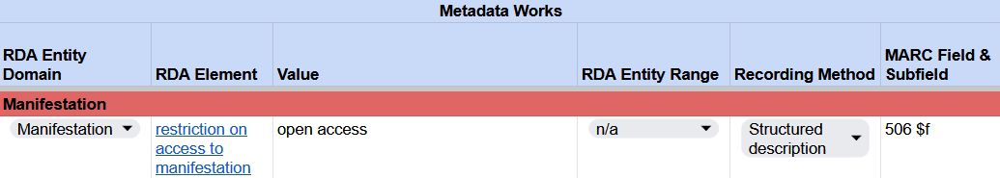 Metadata Works
RDA Entity Domain RDA Element Value RDA Entity Range Recording Method MARC Field & Subfield
Manifestation
Manifestation restriction on access to manifestation open access n/a Structured description 506 $f